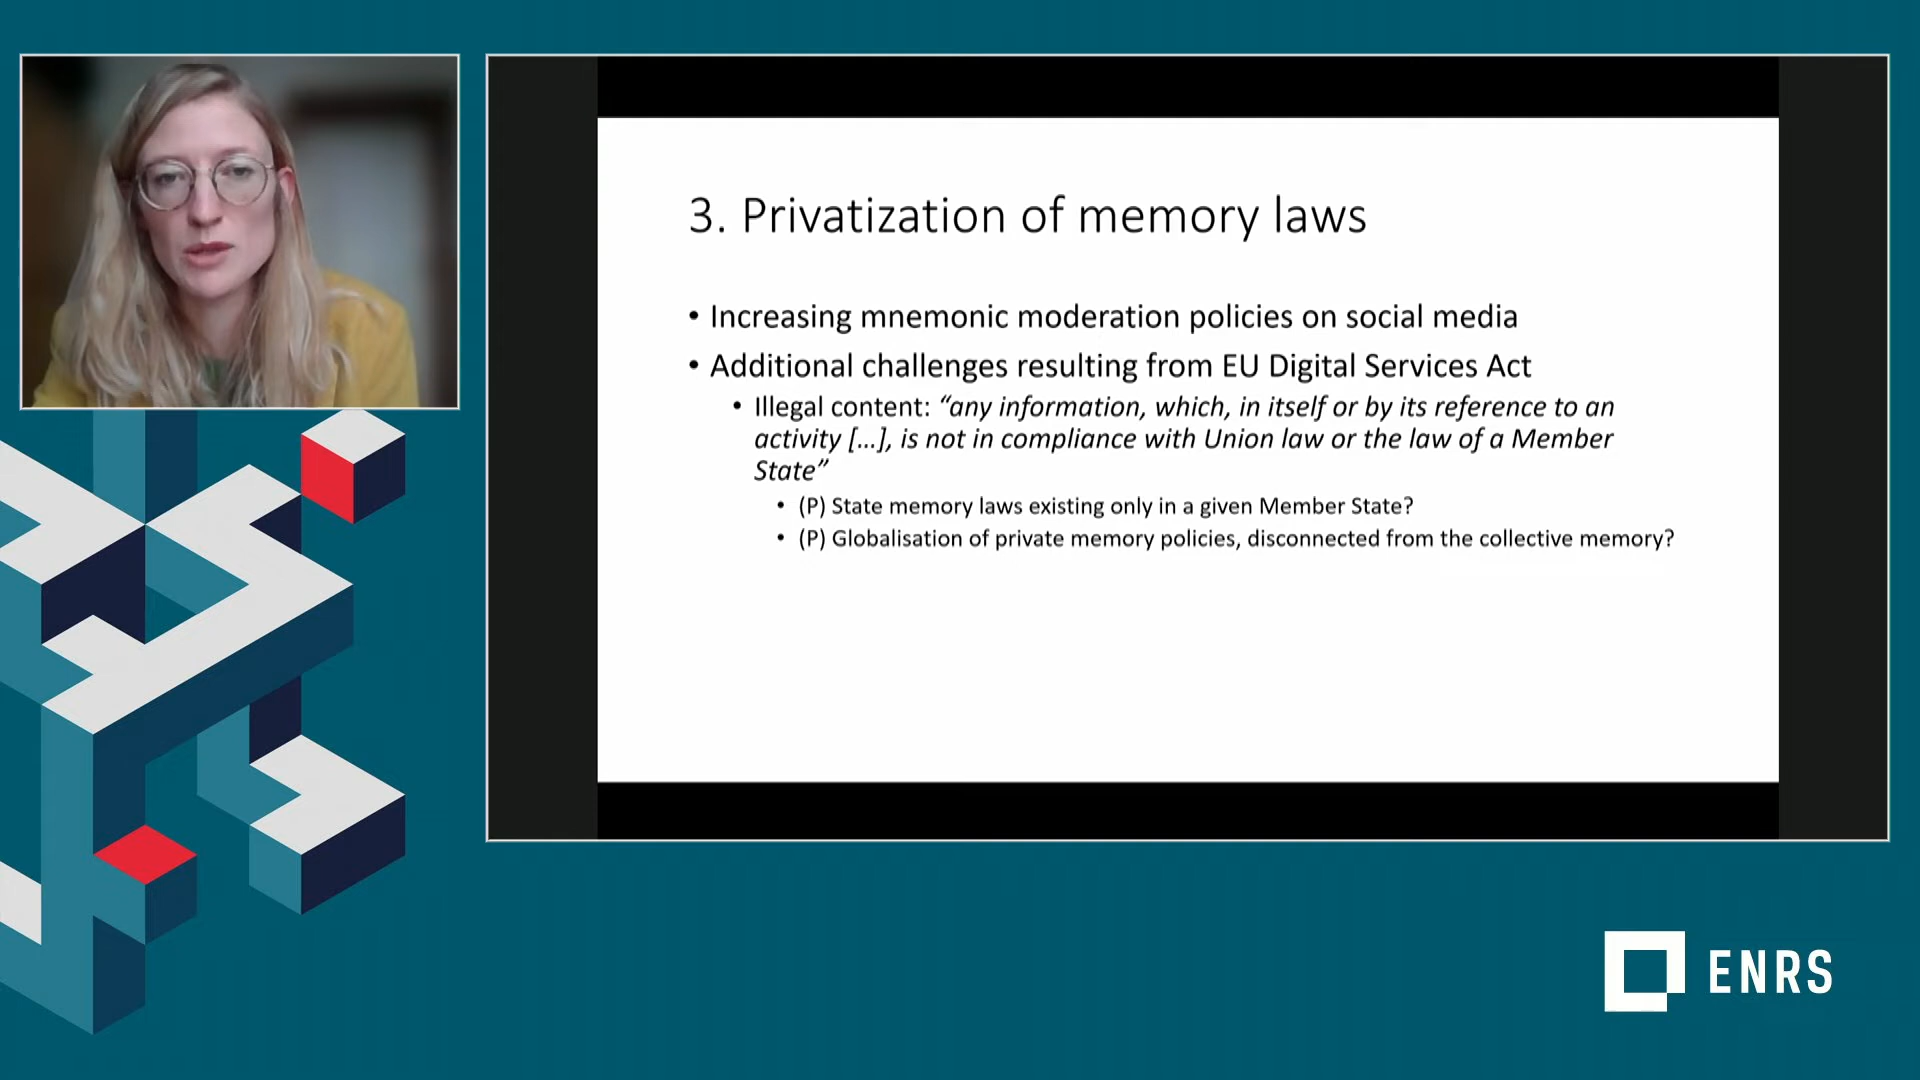 3. Privatization of memory laws
• Increasing mnemonic moderation policies on social media
• Additional challenges resulting from EU Digital Services Act
• Illegal content: “any information, which, in itself or by its reference to an
activity […], is not in compliance with Union law or the law of a Member
State”
• (P) State memory laws existing only in a given Member State?
• (P) Globalisation of private memory policies, disconnected from the collective memory?
ENRS